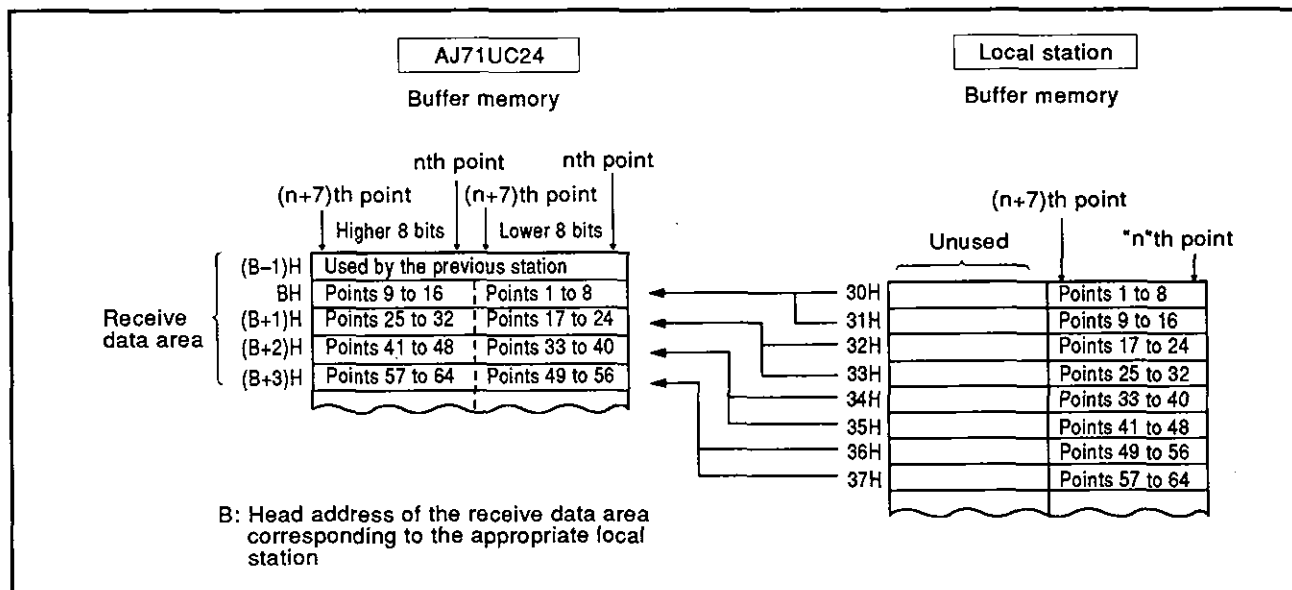 AJ71UC24
Buffer memory
Local station
Buffer memory
nth point
nth point
(n+7)th point
(n+7)th point
Higher 8 bits
Lower 8 bits
(n+7)th point
Unused
"n"th point
Receive
data area
(B–1)H Used by the previous station
BH Points 9 to 16 Points 1 to 8
(B+1)H Points 25 to 32 Points 17 to 24
(B+2)H Points 41 to 48 Points 33 to 40
(B+3)H Points 57 to 64 Points 49 to 56
30H Points 1 to 8
31H Points 9 to 16
32H Points 17 to 24
33H Points 25 to 32
34H Points 33 to 40
35H Points 41 to 48
36H Points 49 to 56
37H Points 57 to 64
B: Head address of the receive data area
corresponding to the appropriate local
station